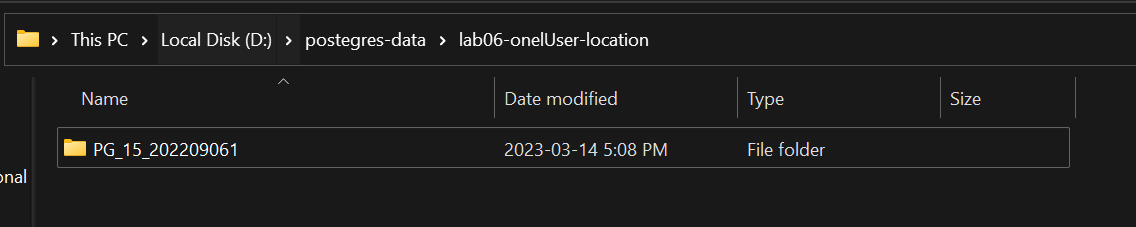 This PC > Local Disk (D:) > postegres-data > lab06-onelUser-location
Name Date modified Type Size
PG_15_202209061 2023-03-14 5:08 PM File folder
onal